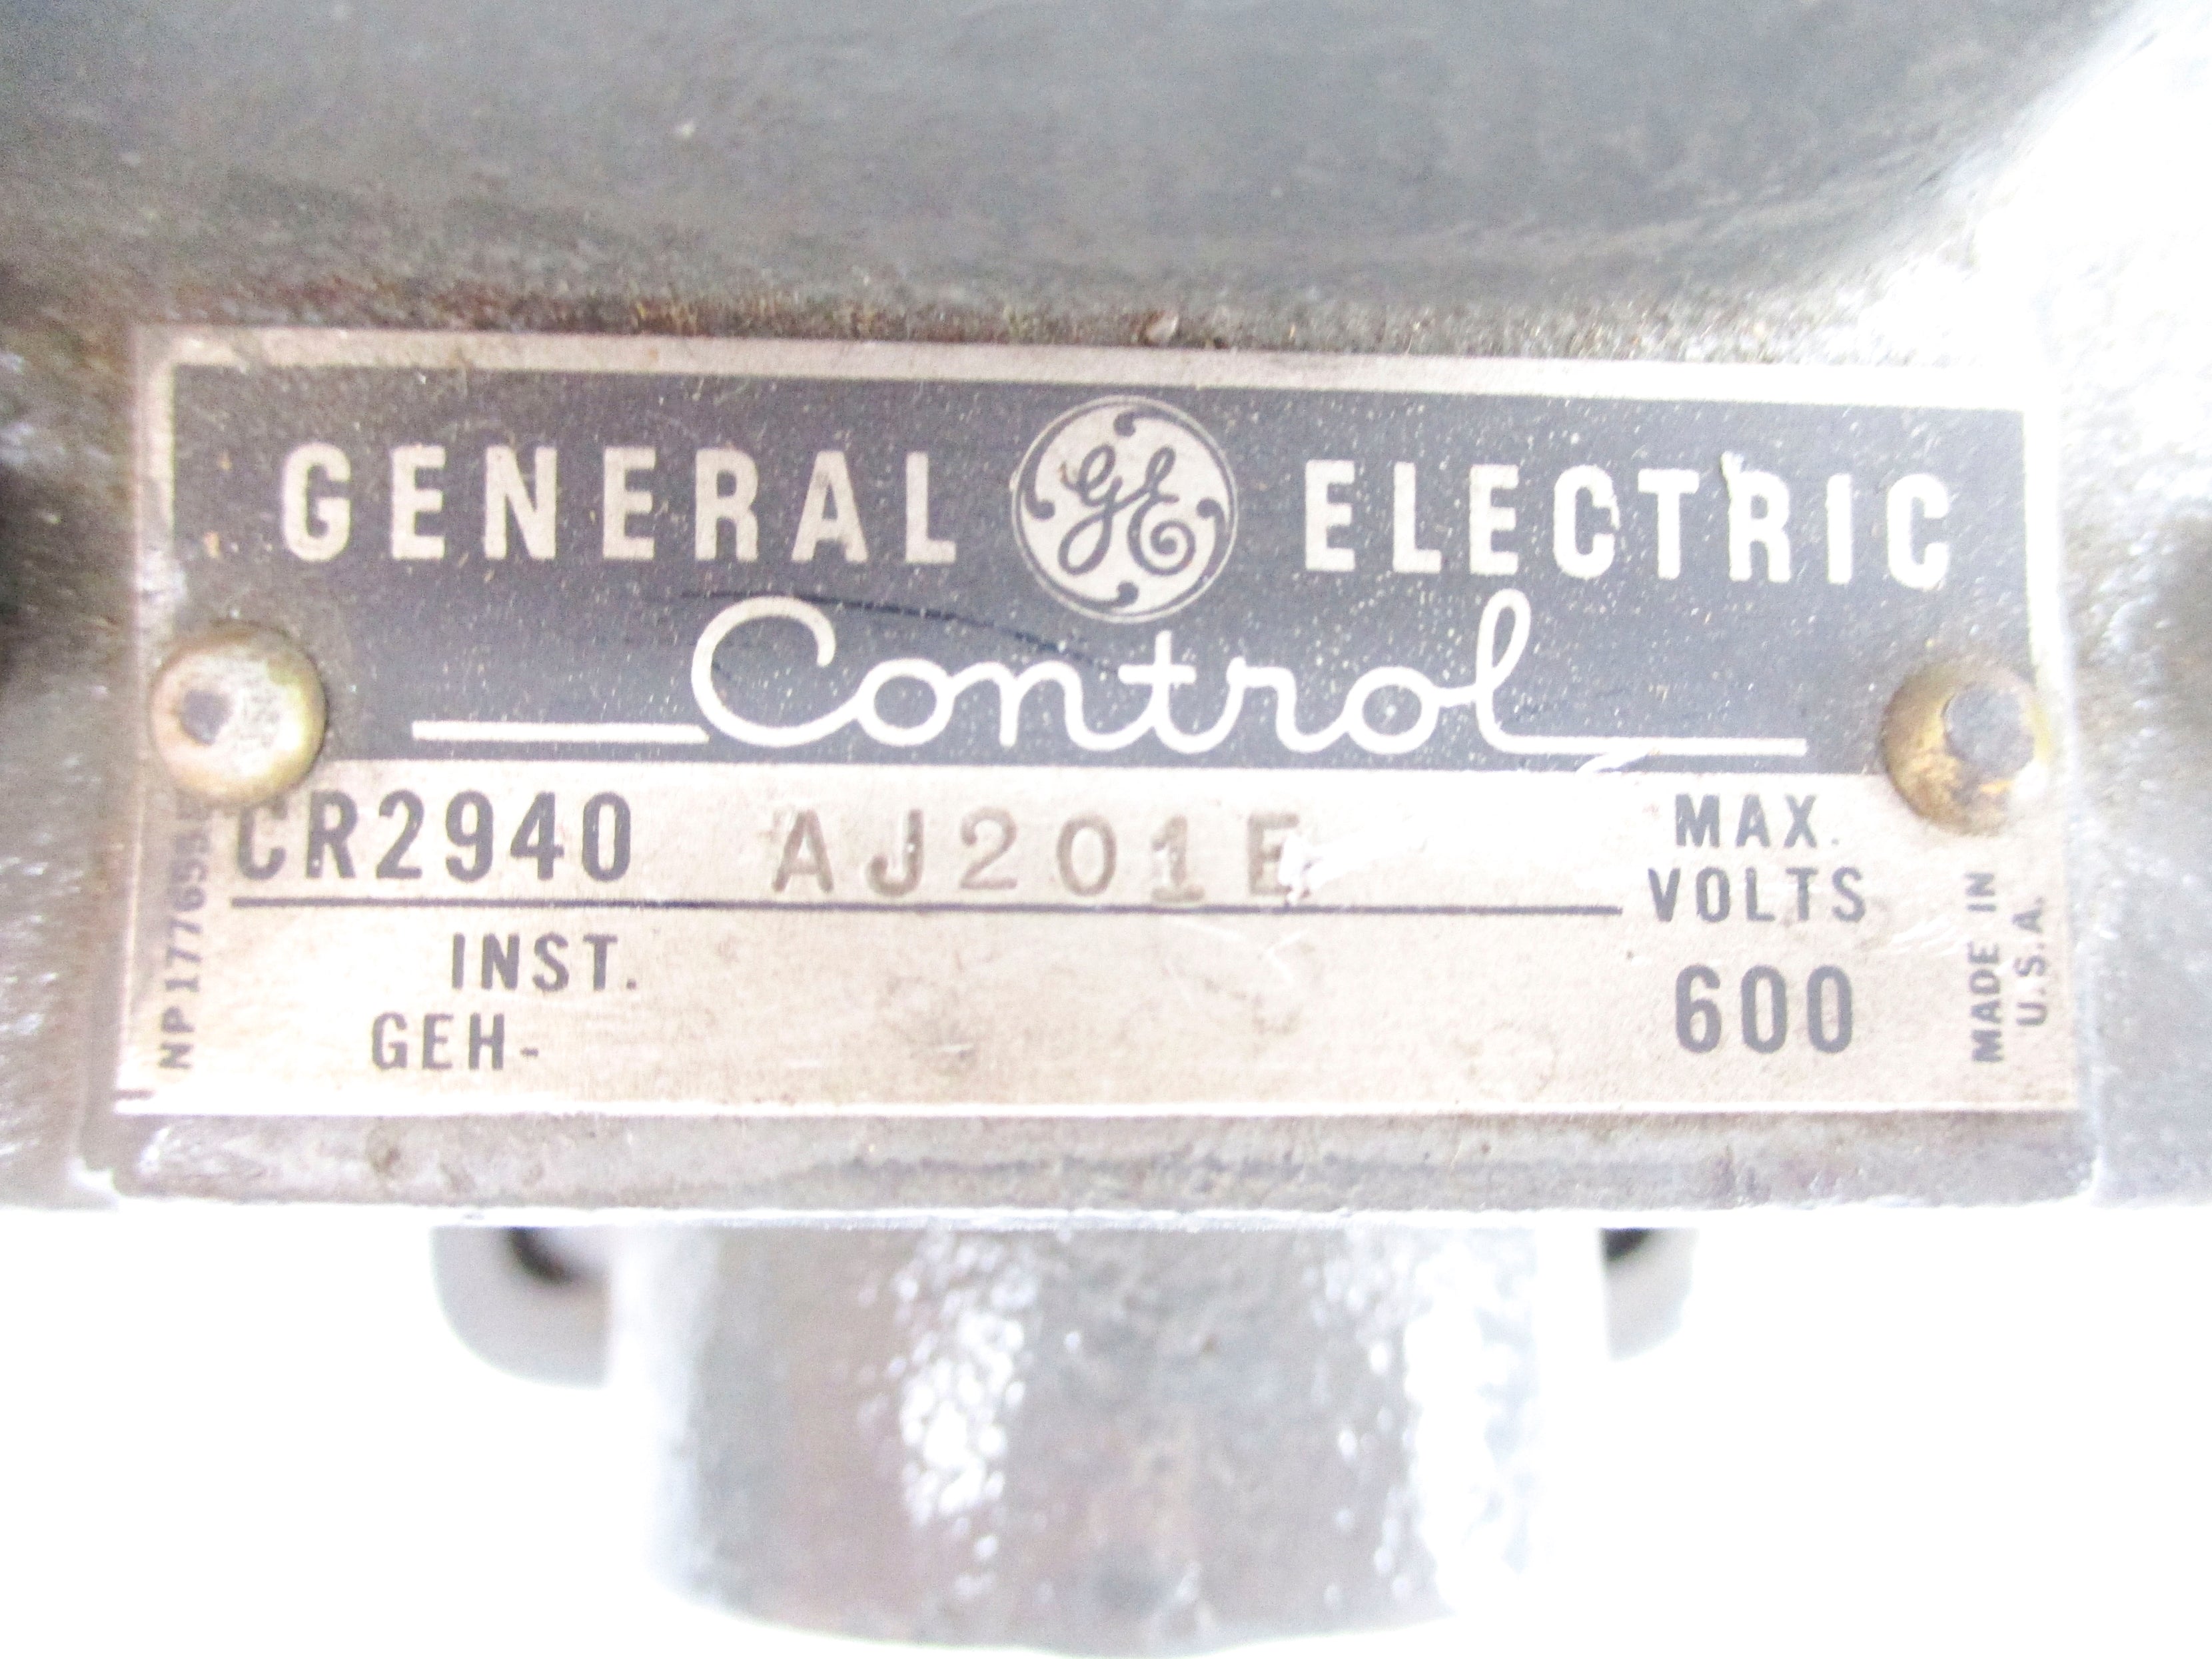 GENERAL GE ELECTRIC
Control
CR2940 AJ201E
MAX.
VOLTS
600
INST.
GEH-
MADE IN
U.S.A.